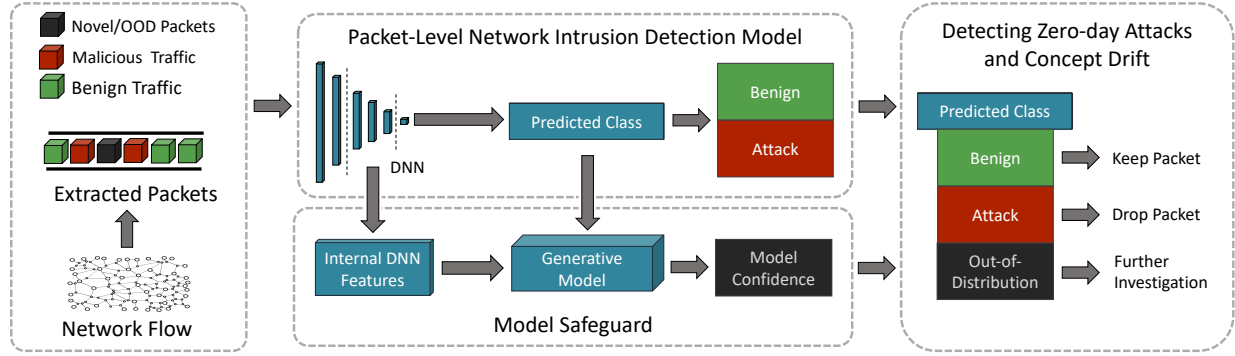 Novel/OOD Packets
Malicious Traffic
Benign Traffic
Extracted Packets
Network Flow
Packet-Level Network Intrusion Detection Model
DNN
Predicted Class
Benign
Attack
Internal DNN
Features
Generative
Model
Model
Confidence
Model Safeguard
Detecting Zero-day Attacks
and Concept Drift
Predicted Class
Benign
Keep Packet
Attack
Drop Packet
Out-of-
Distribution
Further
Investigation